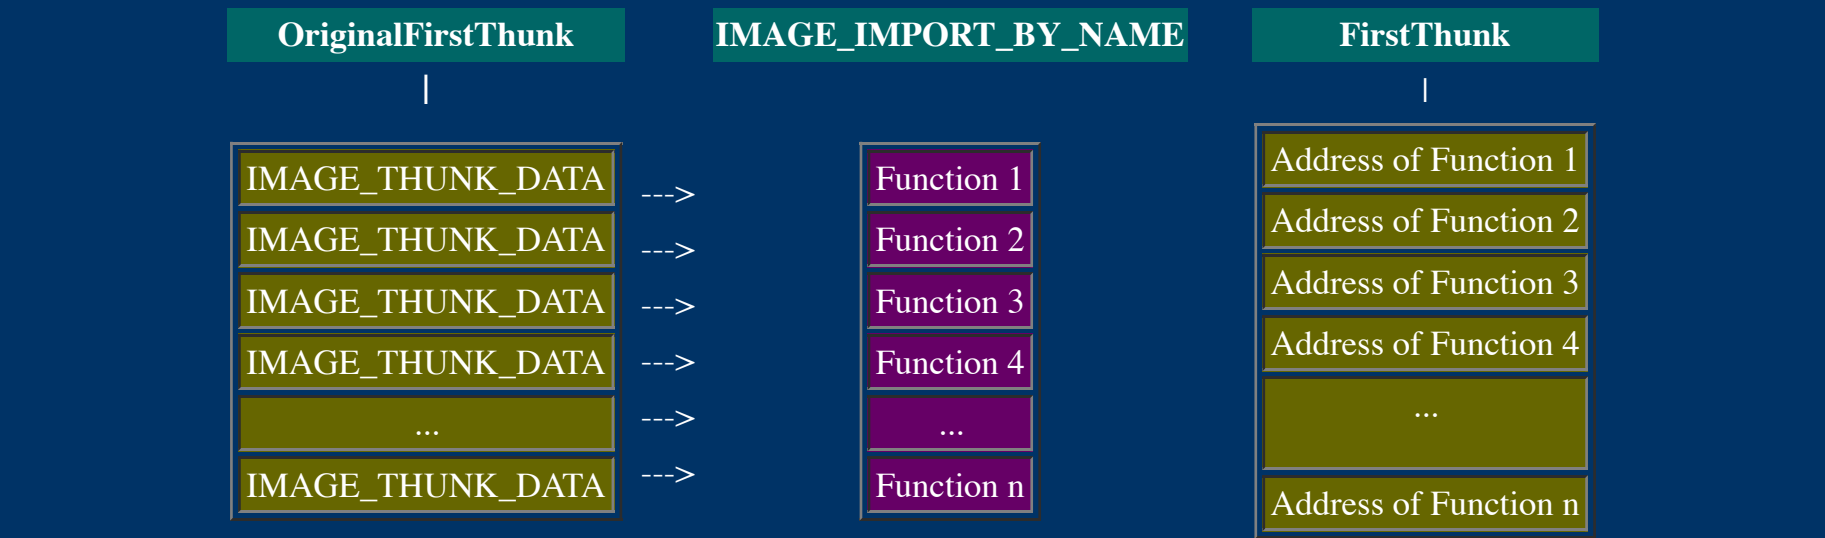 OriginalFirstThunk IMAGE_IMPORT_BY_NAME FirstThunk
| |
IMAGE_THUNK_DATA ---> Function 1 Address of Function 1
IMAGE_THUNK_DATA ---> Function 2 Address of Function 2
IMAGE_THUNK_DATA ---> Function 3 Address of Function 3
IMAGE_THUNK_DATA ---> Function 4 Address of Function 4
... ---> ... ...
IMAGE_THUNK_DATA ---> Function n Address of Function n